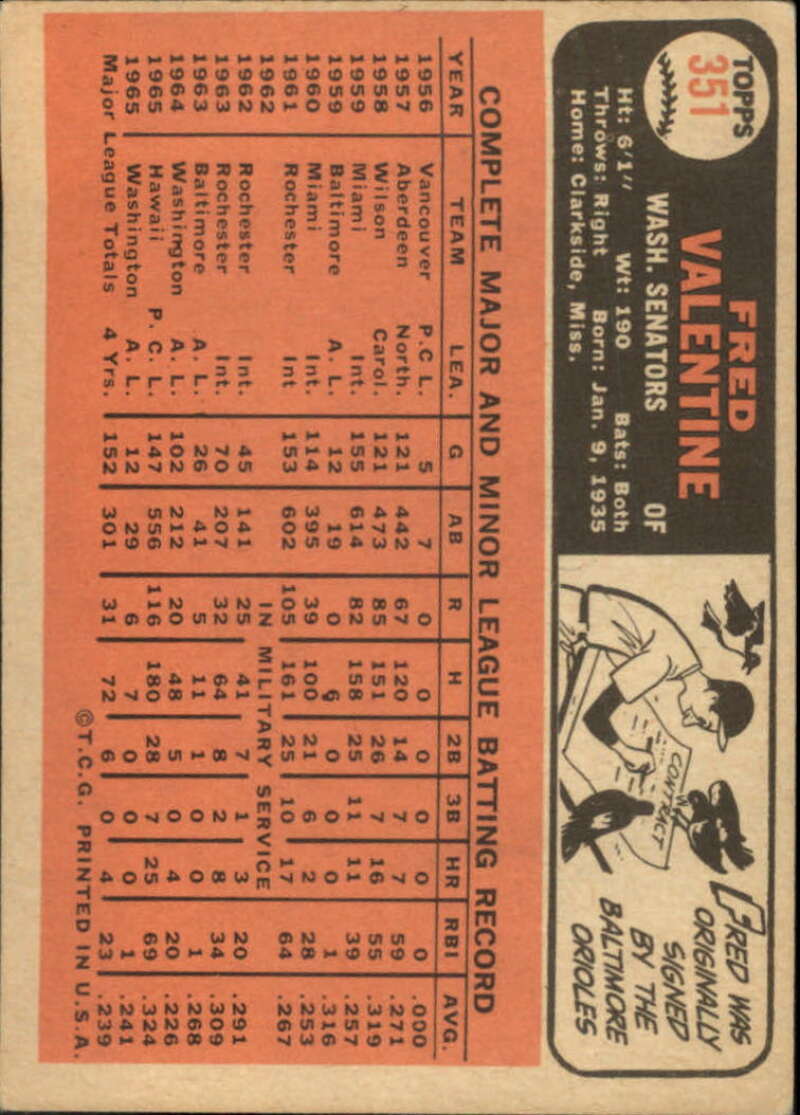 TOPPS
351
FRED
VALENTINE
WASH. SENATORS OF
Ht: 6'1" Wt: 190 Bats: Both
Throws: Right Born: Jan. 9, 1935
Home: Clarkside, Miss.
CONTRACT
FRED WAS
ORIGINALLY
SIGNED
BY THE
BALTIMORE
ORIOLES
COMPLETE MAJOR AND MINOR LEAGUE BATTING RECORD
YEAR TEAM LEA. G AB R H 2B 3B HR RBI AVG.
1956 Vancouver P.C.L. 5 7 0 0 0 0 0 0 .000
1957 Aberdeen North. 121 442 67 120 14 7 7 59 .271
1958 Wilson Carol. 121 473 85 151 26 7 16 55 .319
1959 Miami Int. 155 614 82 158 25 11 11 39 .257
1959 Baltimore A. L. 12 19 0 6 0 0 0 1 .316
1960 Miami Int. 114 395 39 100 21 6 2 28 .253
1961 Rochester Int 153 602 105 161 25 10 17 64 .267
1962 IN MILITARY SERVICE
1962 Rochester Int. 45 141 25 41 7 1 3 20 .291
1963 Rochester Int. 70 207 32 64 8 2 8 34 .309
1963 Baltimore A. L. 26 41 5 11 1 0 0 1 .268
1964 Washington A. L. 102 212 20 48 5 0 4 20 .226
1965 Hawaii P. C. L. 147 556 116 180 28 7 25 69 .324
1965 Washington A. L. 12 29 6 7 0 0 0 1 .241
Major League Totals 4 Yrs. 152 301 31 72 6 0 4 23 .239
©T.C.G. PRINTED IN U.S.A.